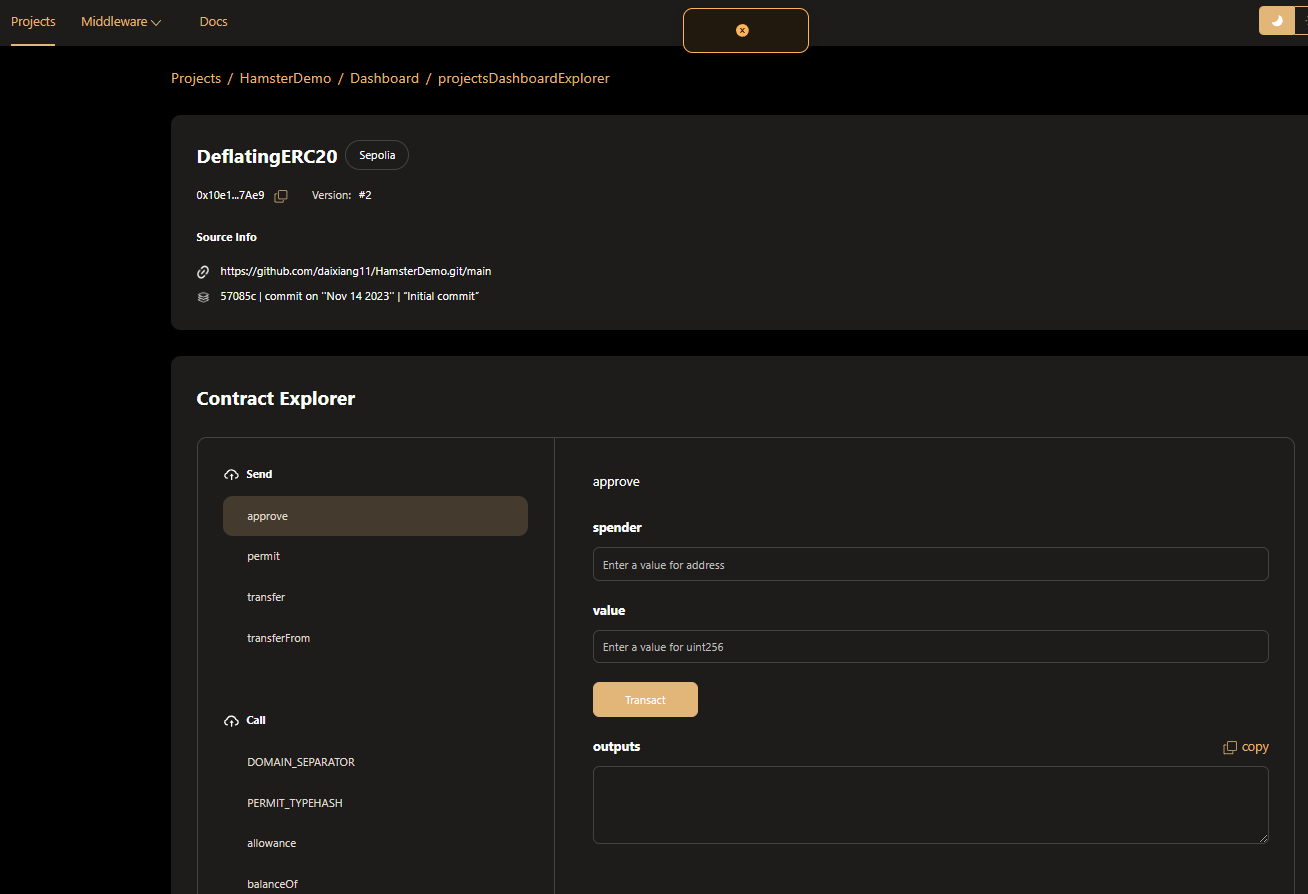 Projects Middleware Docs
Projects / HamsterDemo / Dashboard / projectsDashboardExplorer
DeflatingERC20 Sepolia
0x10e1...7Ae9 Version: #2
Source Info
https://github.com/daixiang11/HamsterDemo.git/main
57085c | commit on "Nov 14 2023" | "Initial commit"
Contract Explorer
Send
approve
permit
transfer
transferFrom
Call
DOMAIN_SEPARATOR
PERMIT_TYPEHASH
allowance
balanceOf
approve
spender
Enter a value for address
value
Enter a value for uint256
Transact
outputs copy